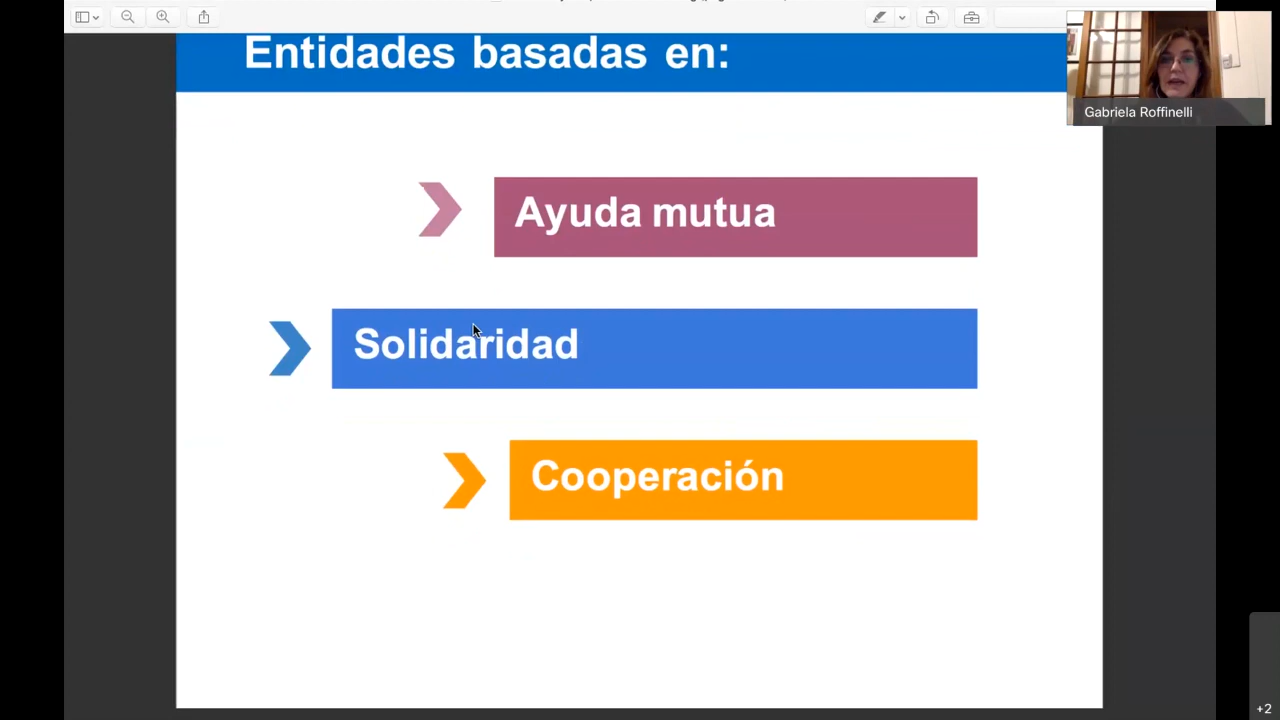 Entidades basadas en:
Gabriela Roffinelli
Ayuda mutua
Solidaridad
Cooperación
+2